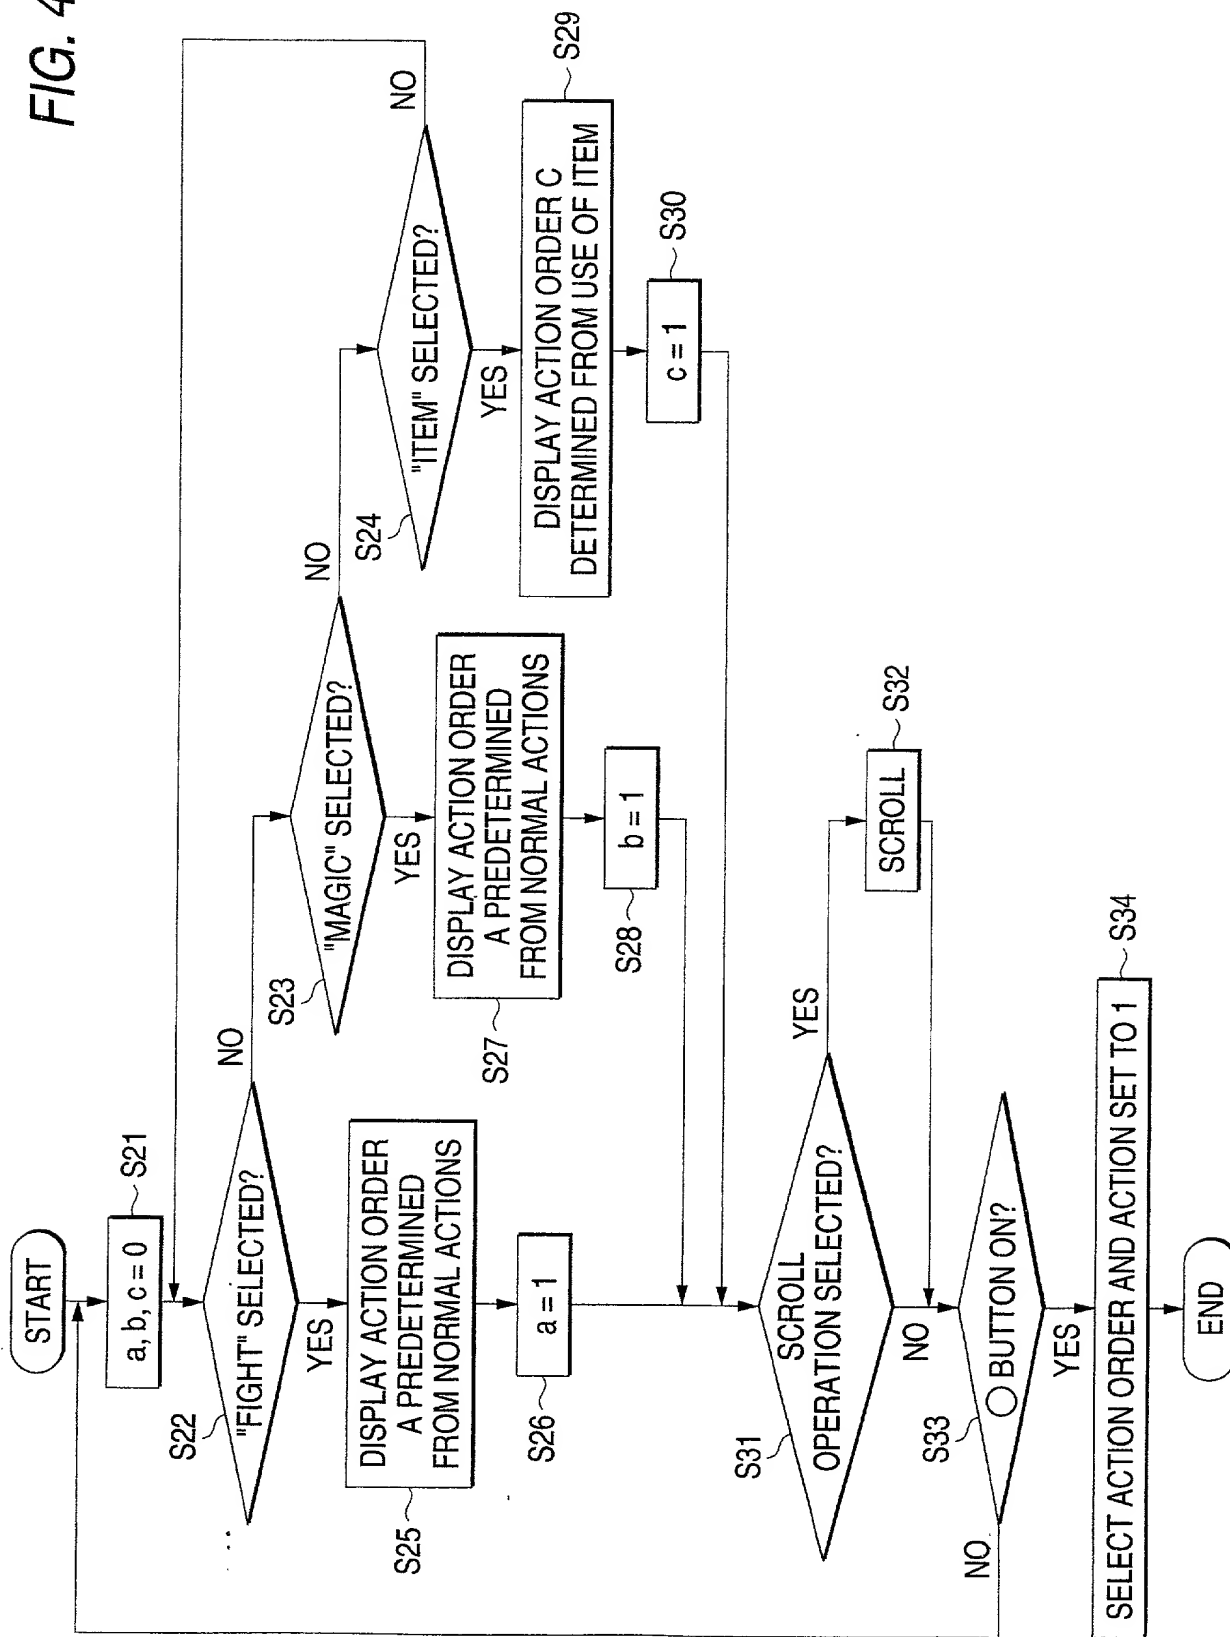 FIG. 4
START
a, b, c = 0
S21
"FIGHT" SELECTED?
S22
NO
YES
"MAGIC" SELECTED?
S23
NO
YES
"ITEM" SELECTED?
S24
NO
YES
DISPLAY ACTION ORDER
A PREDETERMINED
FROM NORMAL ACTIONS
S25
a = 1
S26
DISPLAY ACTION ORDER
A PREDETERMINED
FROM NORMAL ACTIONS
S27
b = 1
S28
DISPLAY ACTION ORDER C
DETERMINED FROM USE OF ITEM
S29
c = 1
S30
SCROLL
OPERATION SELECTED?
S31
YES
NO
SCROLL
S32
○ BUTTON ON?
S33
NO
YES
SELECT ACTION ORDER AND ACTION SET TO 1
S34
END